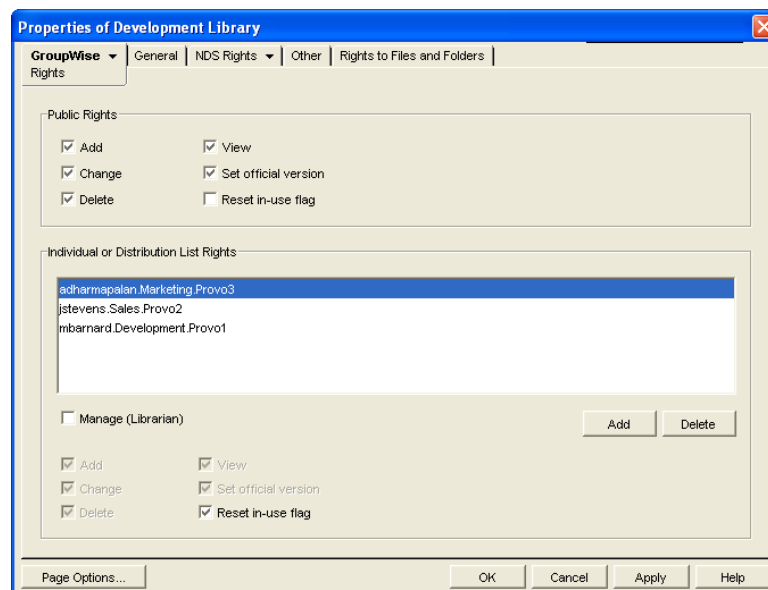 Properties of Development Library
GroupWise General NDS Rights Other Rights to Files and Folders
Rights
Public Rights
Add View
Change Set official version
Delete Reset in-use flag
Individual or Distribution List Rights
adharmapalan.Marketing.Provo3
jstevens.Sales.Provo2
mbarnard.Development.Provo1
Manage (Librarian) Add Delete
Add View
Change Set official version
Delete Reset in-use flag
Page Options... OK Cancel Apply Help